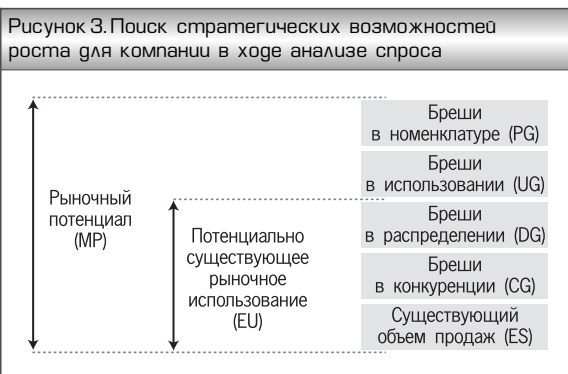 Рисунок 3. Поиск стратегических возможностей
роста для компании в ходе анализе спроса
Бреши
в номенклатуре (PG)
Бреши
в использовании (UG)
Бреши
в распределении (DG)
Бреши
в конкуренции (CG)
Существующий
объем продаж (ES)
Рыночный
потенциал
(MP)
Потенциально
существующее
рыночное
использование
(EU)